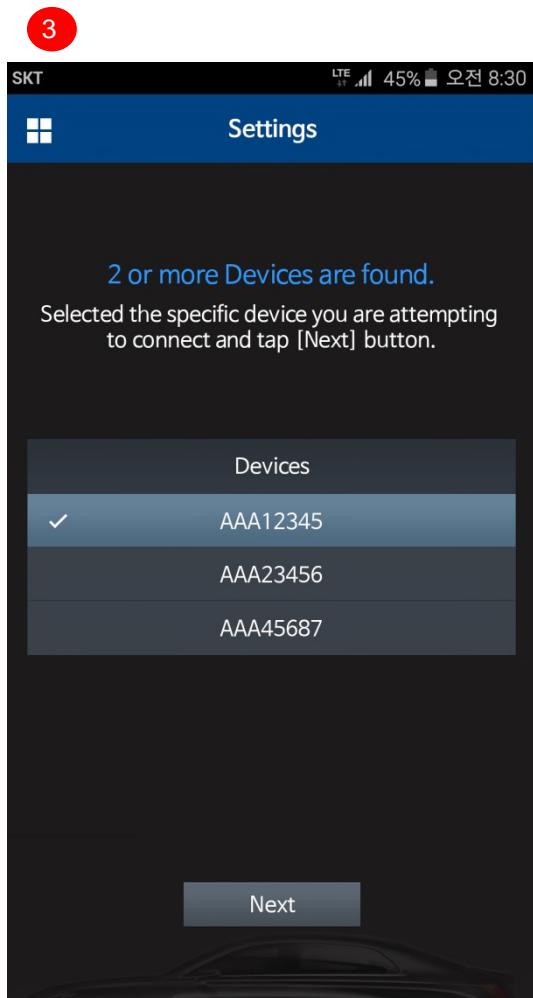 3
SKT LTE 45% 오전 8:30
Settings
2 or more Devices are found.
Selected the specific device you are attempting
to connect and tap [Next] button.
Devices
AAA12345
AAA23456
AAA45687
Next